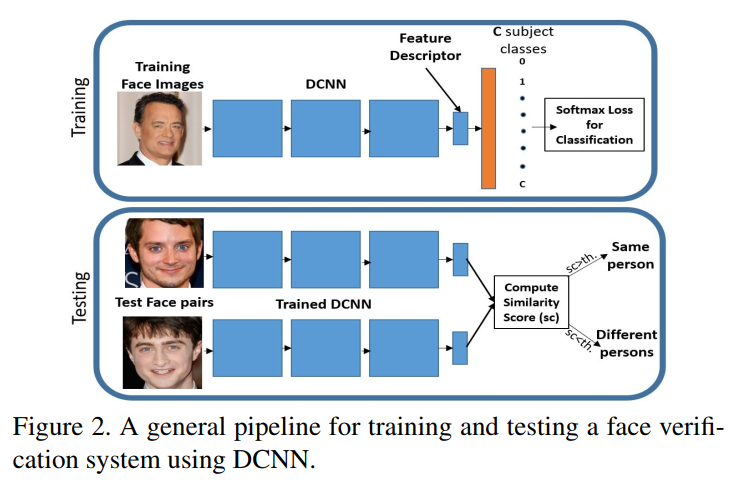 Training
Training
Face Images
DCNN
Feature
Descriptor
C subject
classes
0
1
C
Softmax Loss
for
Classification
Testing
Test Face pairs
Trained DCNN
Compute
Similarity
Score (sc)
sc>th.
Same
person
sc<th.
Different
persons
Figure 2. A general pipeline for training and testing a face verifi-
cation system using DCNN.